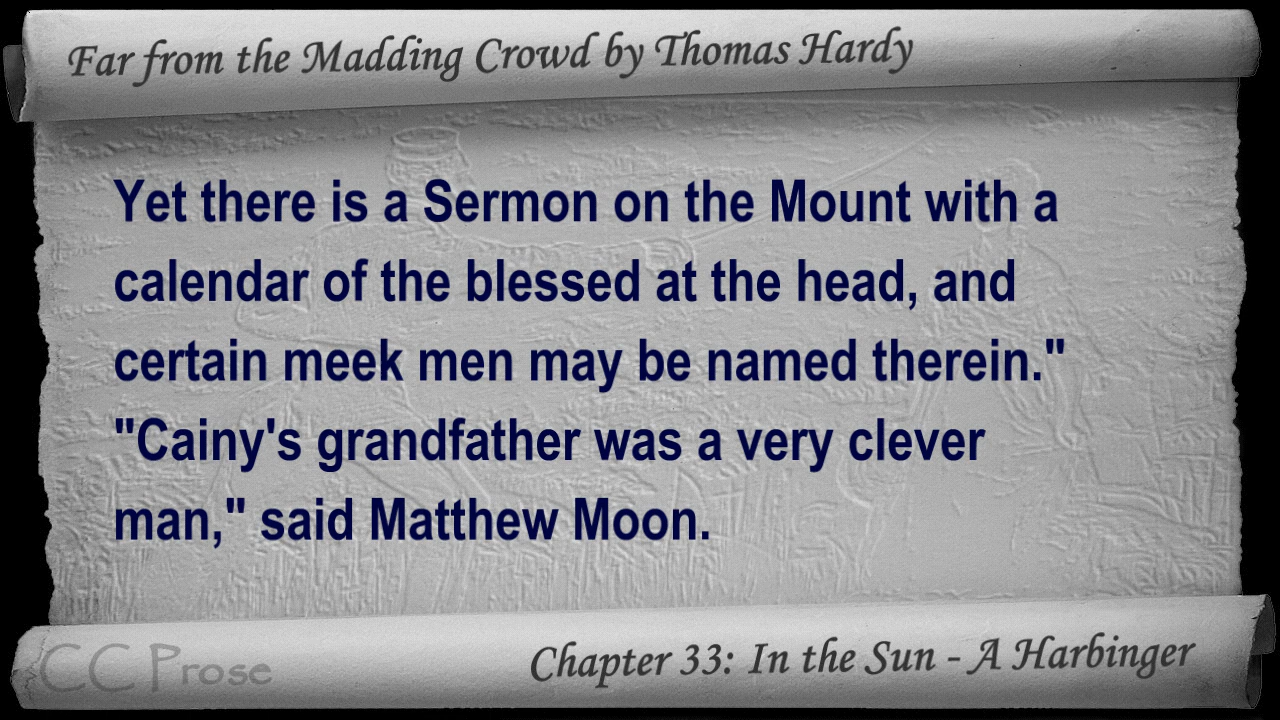 Far from the Madding Crowd by Thomas Hardy
Yet there is a Sermon on the Mount with a
calendar of the blessed at the head, and
certain meek men may be named therein."
"Cainy's grandfather was a very clever
man," said Matthew Moon.
CC Prose
Chapter 33: In the Sun - A Harbinger